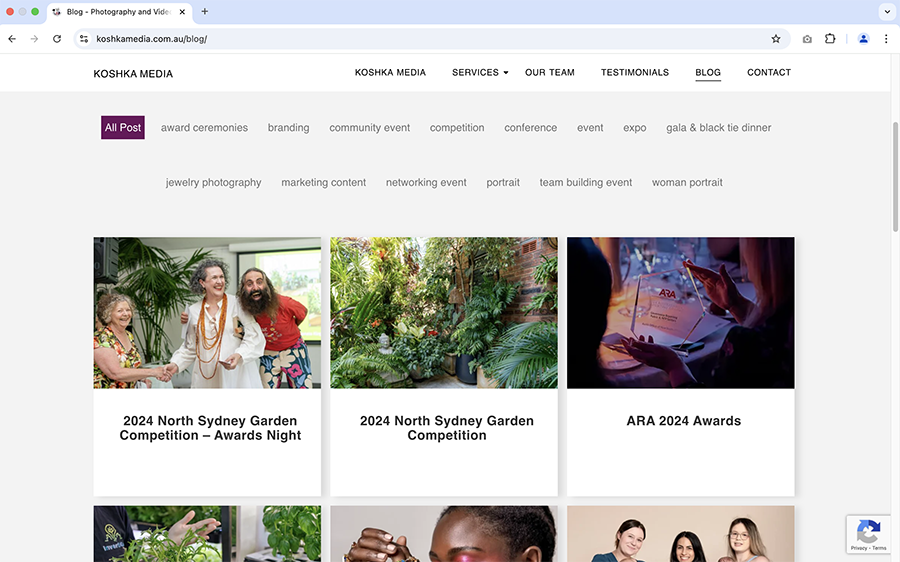 Blog - Photography and Vide
koshkamedia.com.au/blog/
KOSHKA MEDIA
KOSHKA MEDIA SERVICES OUR TEAM TESTIMONIALS BLOG CONTACT
All Post award ceremonies branding community event competition conference event expo gala & black tie dinner
jewelry photography marketing content networking event portrait team building event woman portrait
ARA
2024 North Sydney Garden
Competition – Awards Night
2024 North Sydney Garden
Competition
ARA 2024 Awards
Privacy - Terms